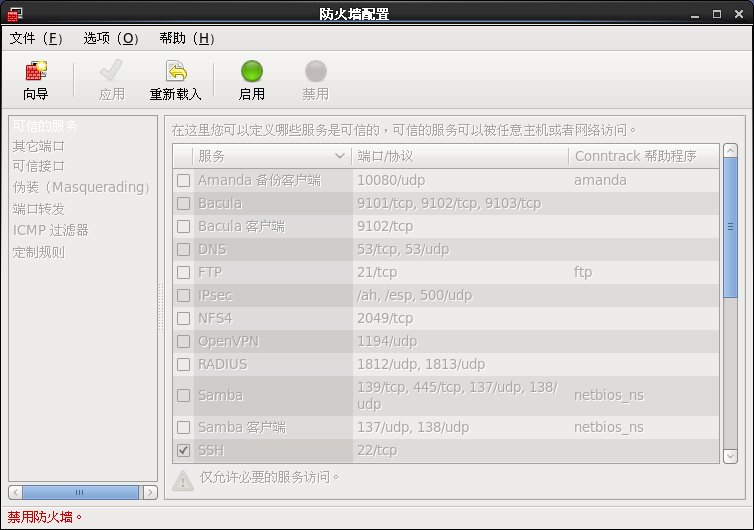 防火墙配置
文件（F） 选项（O） 帮助（H）
向导 应用 重新载入 启用 禁用
可信的服务
其它端口
可信接口
伪装（Masquerading）
端口转发
ICMP 过滤器
定制规则
在这里您可以定义哪些服务是可信的，可信的服务可以被任意主机或者网络访问。
服务 端口/协议 Conntrack 帮助程序
Amanda 备份客户端 10080/udp amanda
Bacula 9101/tcp, 9102/tcp, 9103/tcp
Bacula 客户端 9102/tcp
DNS 53/tcp, 53/udp
FTP 21/tcp ftp
IPsec /ah, /esp, 500/udp
NFS4 2049/tcp
OpenVPN 1194/udp
RADIUS 1812/udp, 1813/udp
Samba 139/tcp, 445/tcp, 137/udp, 138/
udp netbios_ns
Samba 客户端 137/udp, 138/udp netbios_ns
SSH 22/tcp
仅允许必要的服务访问。
禁用防火墙。